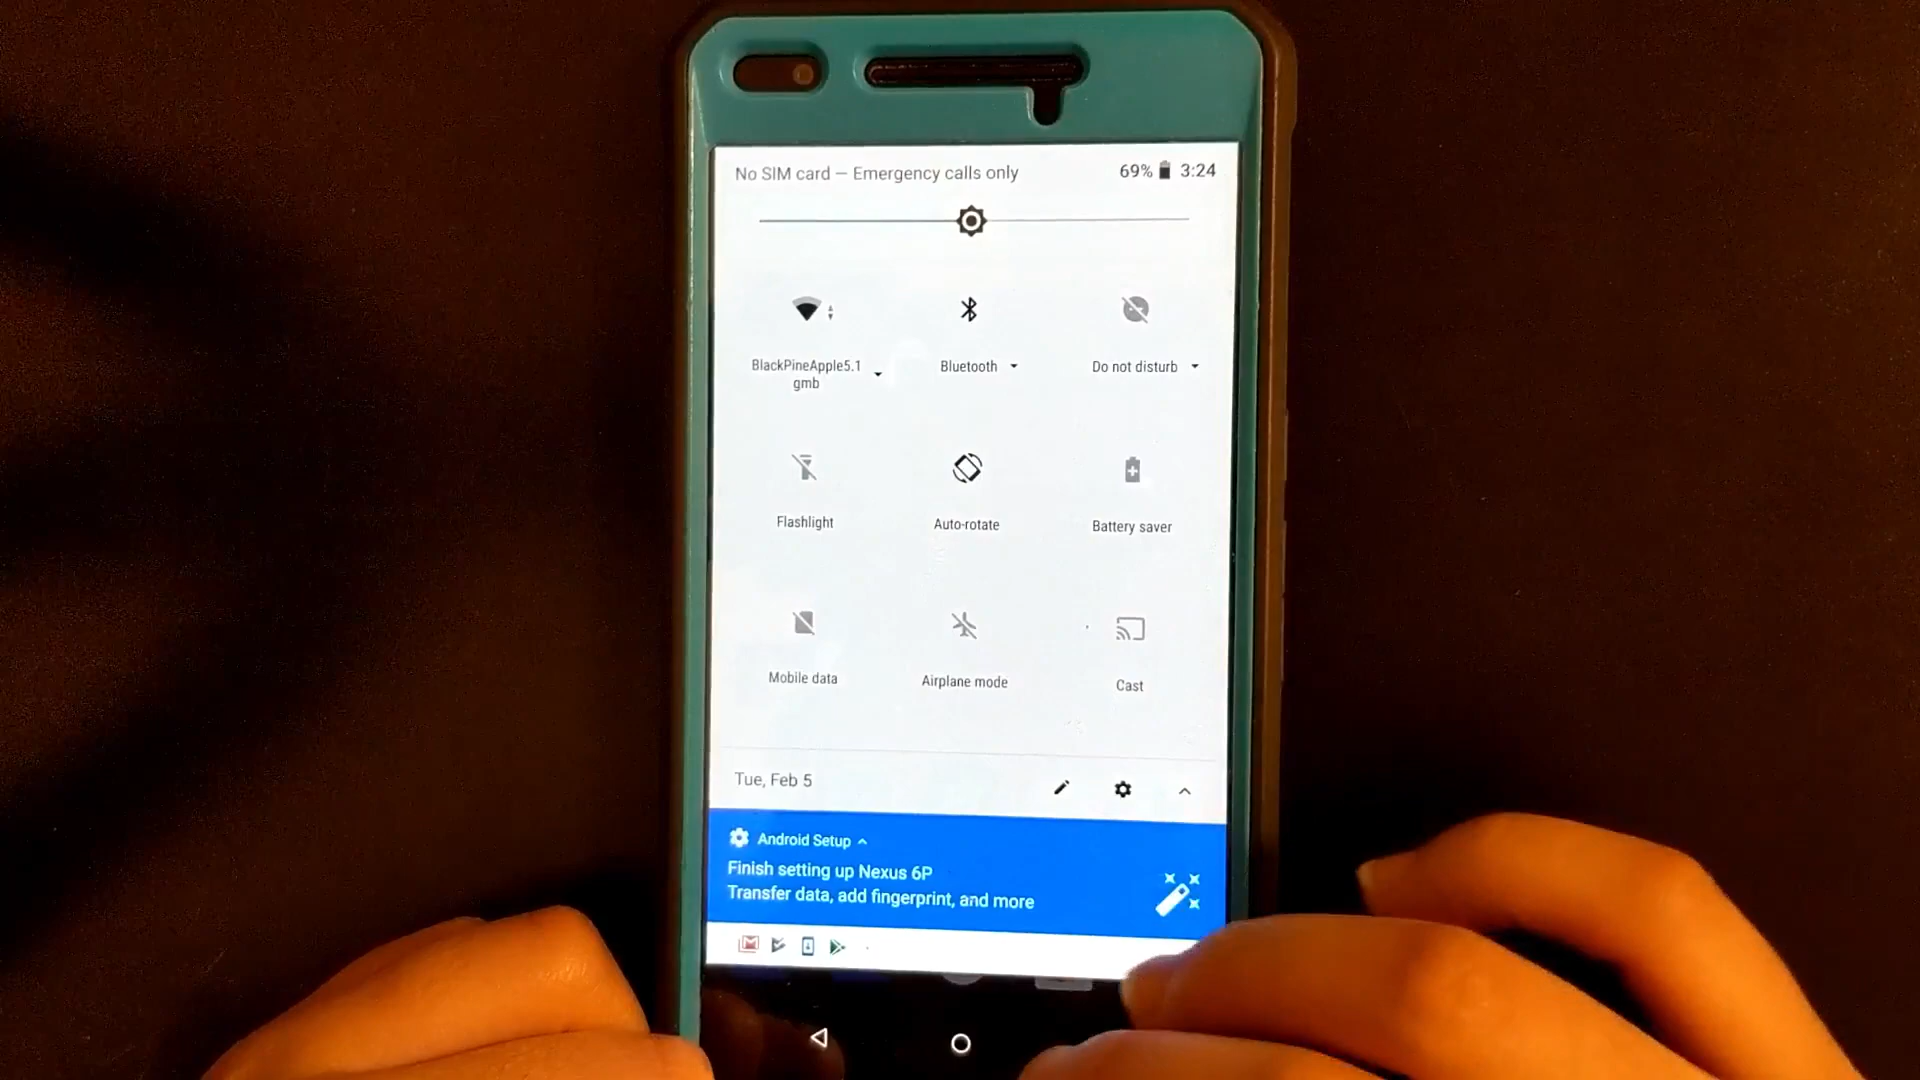 No SIM card — Emergency calls only 69% 3:24
BlackPineApple5.1
gmb
Bluetooth
Do not disturb
Flashlight
Auto-rotate
Battery saver
Mobile data
Airplane mode
Cast
Tue, Feb 5
Android Setup
Finish setting up Nexus 6P
Transfer data, add fingerprint, and more